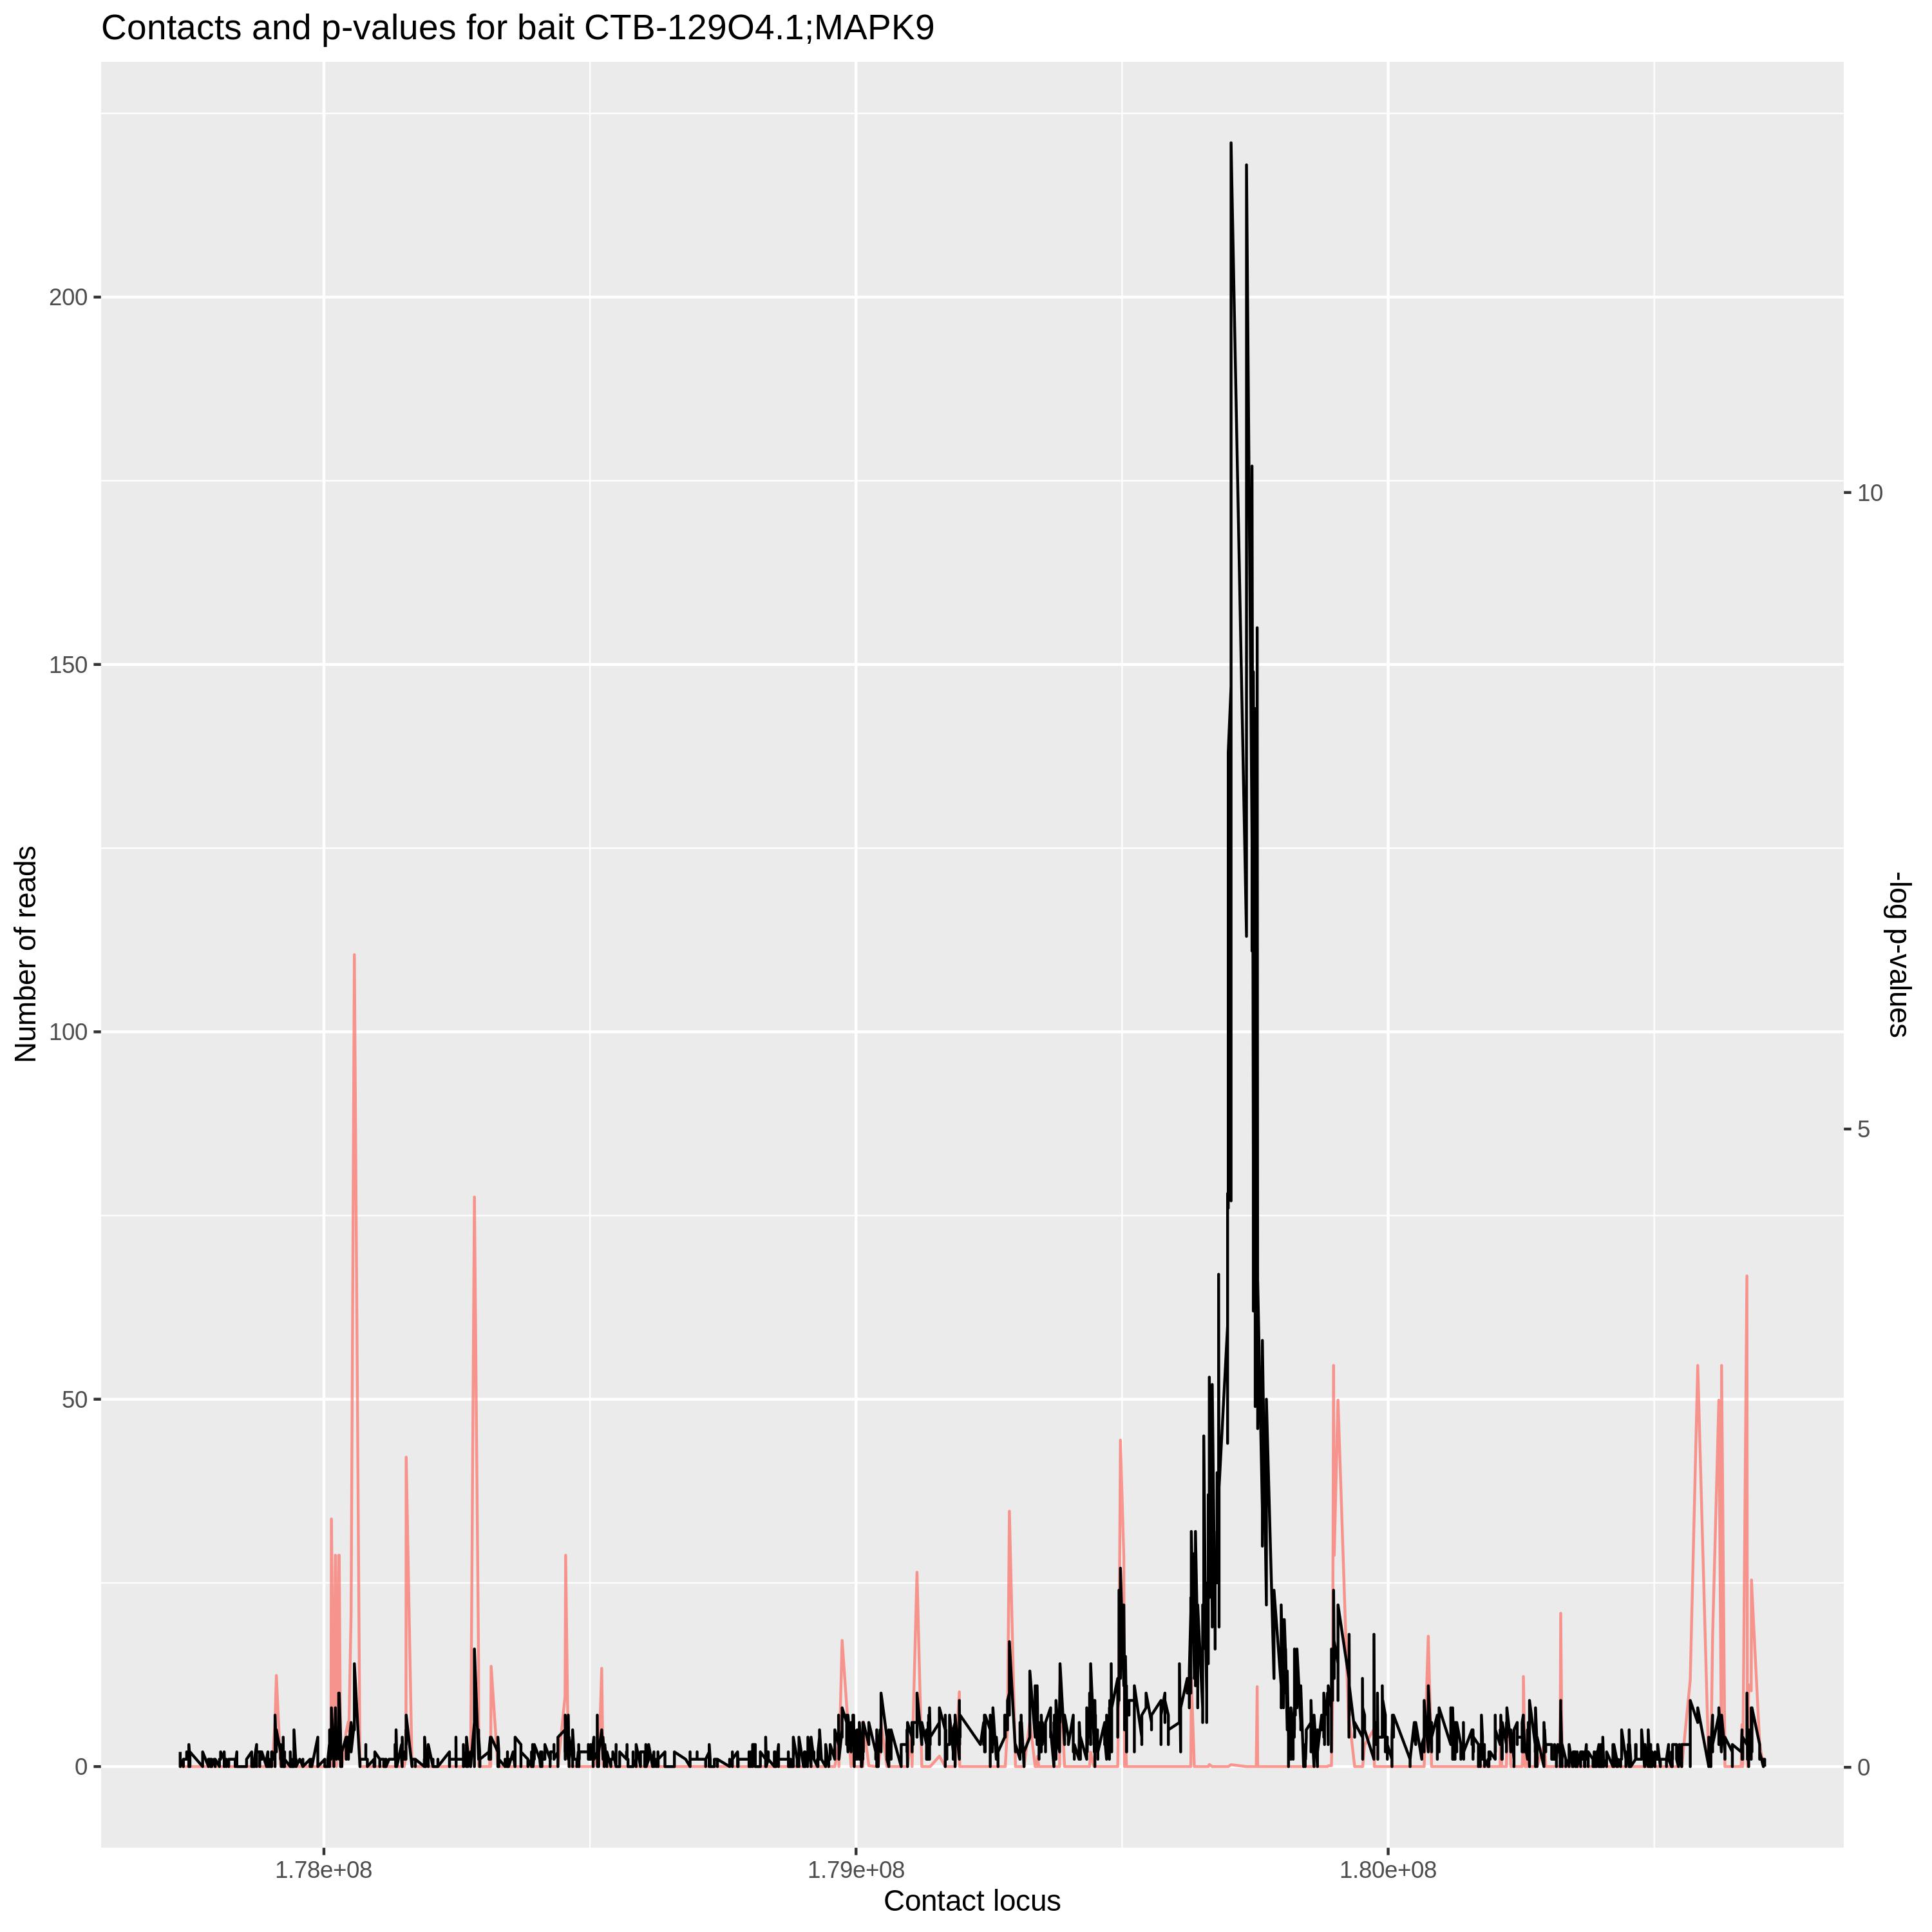 Contacts and p-values for bait CTB-129O4.1;MAPK9
200
150
100
50
0
Number of reads
10
5
0
-log p-values
1.78e+08
1.79e+08
1.80e+08
Contact locus